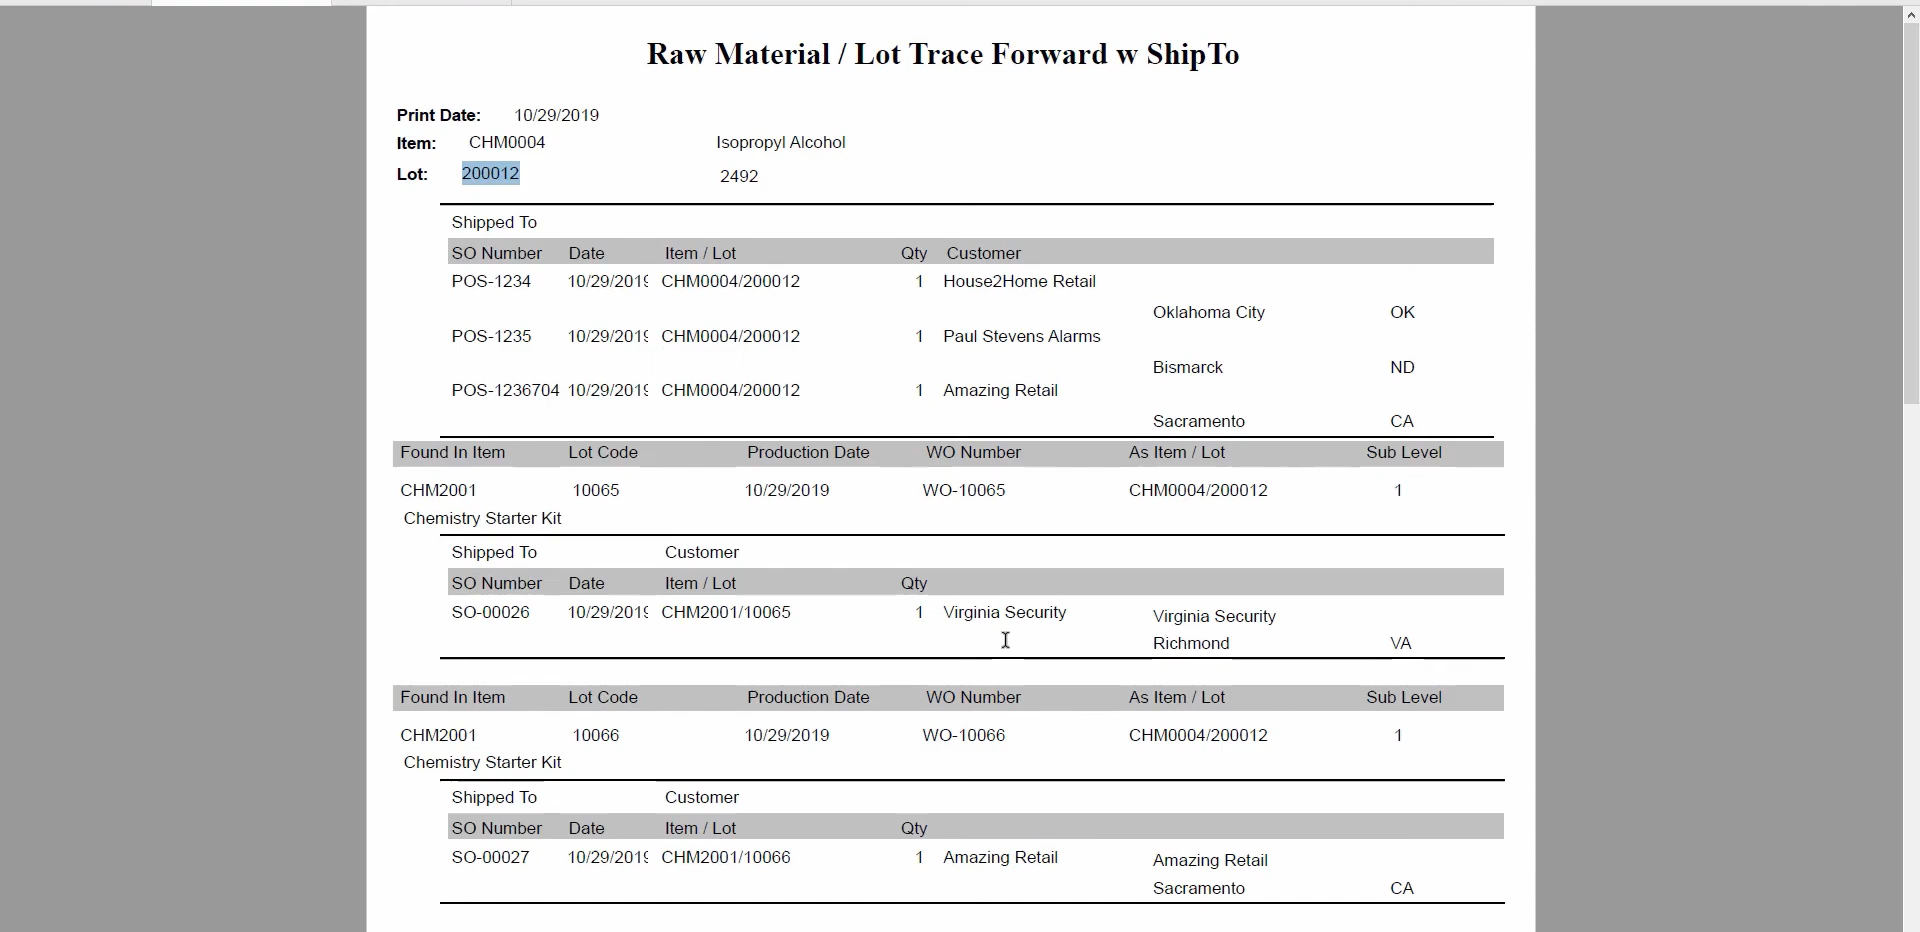 Raw Material / Lot Trace Forward w ShipTo
Print Date: 10/29/2019
Item: CHM0004 Isopropyl Alcohol
Lot: 200012 2492
Shipped To
SO Number Date Item / Lot Qty Customer
POS-1234 10/29/2019 CHM0004/200012 1 House2Home Retail
Oklahoma City OK
POS-1235 10/29/2019 CHM0004/200012 1 Paul Stevens Alarms
Bismarck ND
POS-1236704 10/29/2019 CHM0004/200012 1 Amazing Retail
Sacramento CA
Found In Item Lot Code Production Date WO Number As Item / Lot Sub Level
CHM2001 10065 10/29/2019 WO-10065 CHM0004/200012 1
Chemistry Starter Kit
Shipped To Customer
SO Number Date Item / Lot Qty
SO-00026 10/29/2019 CHM2001/10065 1 Virginia Security Virginia Security
Richmond VA
Found In Item Lot Code Production Date WO Number As Item / Lot Sub Level
CHM2001 10066 10/29/2019 WO-10066 CHM0004/200012 1
Chemistry Starter Kit
Shipped To Customer
SO Number Date Item / Lot Qty
SO-00027 10/29/2019 CHM2001/10066 1 Amazing Retail Amazing Retail
Sacramento CA